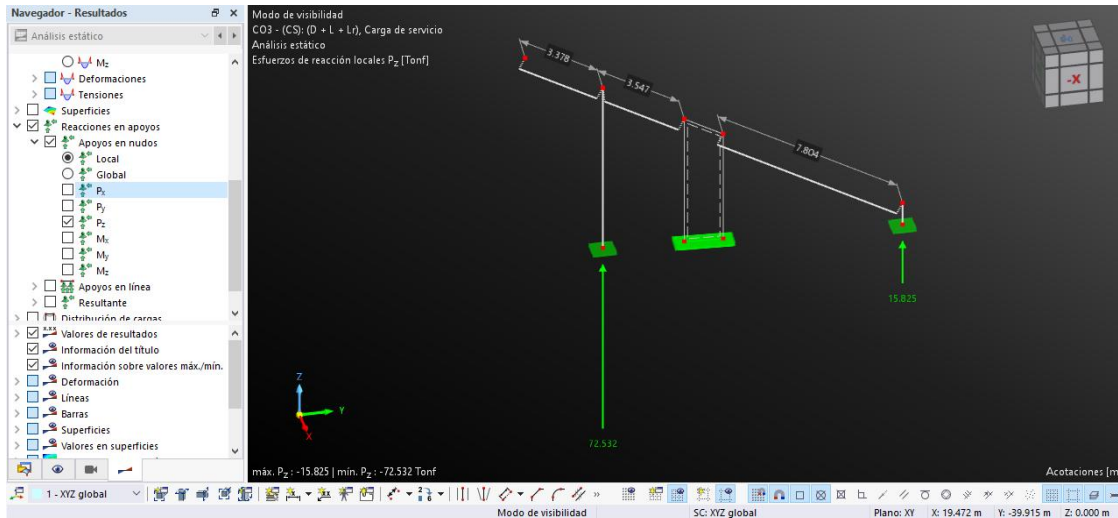 Navegador - Resultados
Análisis estático
Mz
Deformaciones
Tensiones
Superficies
Reacciones en apoyos
Apoyos en nudos
Local
Global
Px
Py
Pz
Mx
My
Mz
Apoyos en línea
Resultante
Distribución de cargas
x.xx Valores de resultados
Información del título
Información sobre valores máx./mín.
Deformación
Líneas
Barras
Superficies
Valores en superficies
Modo de visibilidad
CO3 - (CS): (D + L + Lr), Carga de servicio
Análisis estático
Esfuerzos de reacción locales Pz [Tonf]
3.378
3.547
7.804
-X
15.825
72.532
Z
Y
X
máx. Pz : -15.825 | mín. Pz : -72.532 Tonf
Acotaciones [m
1 - XYZ global
Modo de visibilidad
SC: XYZ global
Plano: XY
X: 19.472 m
Y: -39.915 m
Z: 0.000 m